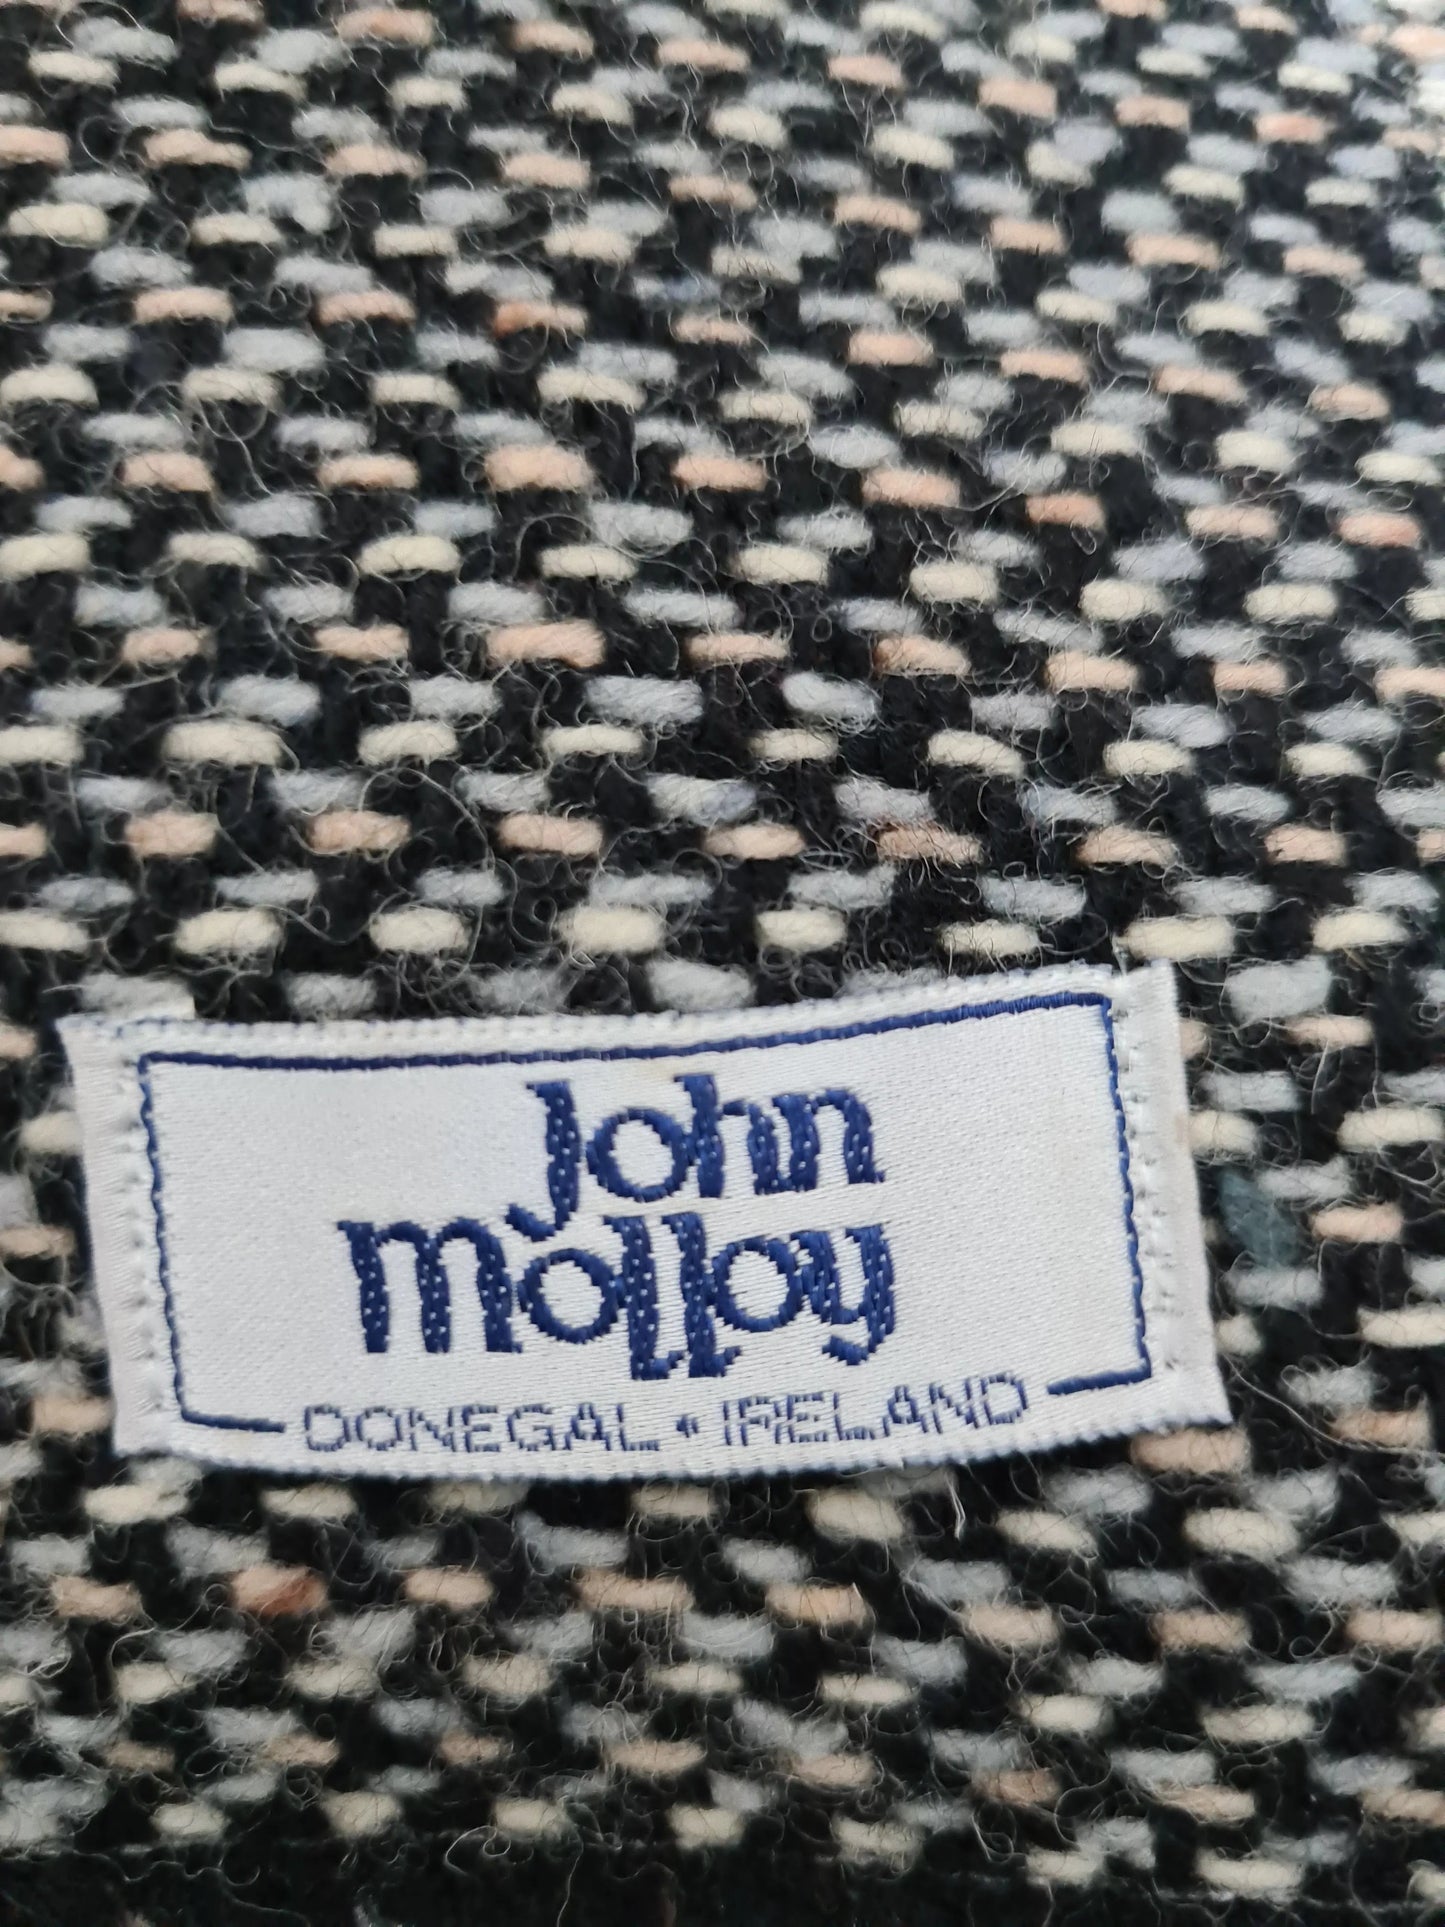 John
molloy
DONEGAL • IRELAND